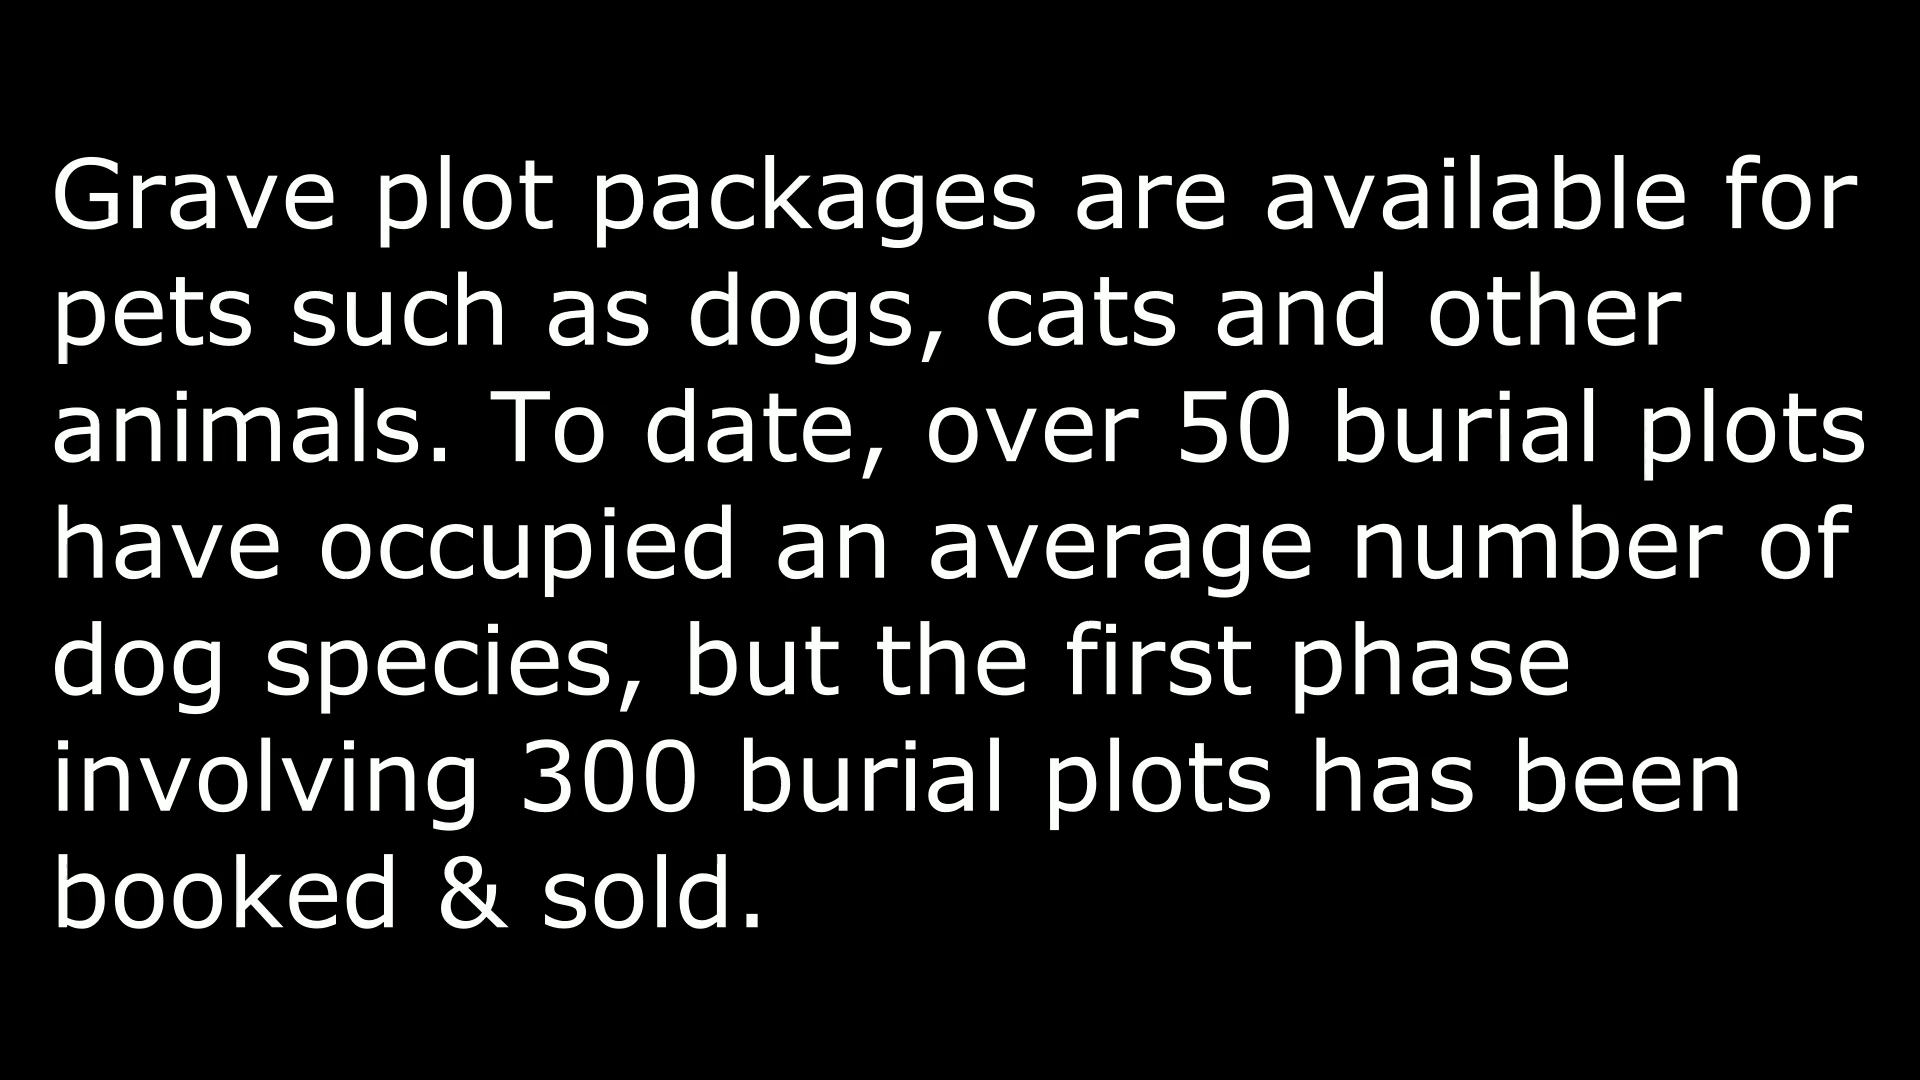 Grave plot packages are available for
pets such as dogs, cats and other
animals. To date, over 50 burial plots
have occupied an average number of
dog species, but the first phase
involving 300 burial plots has been
booked & sold.